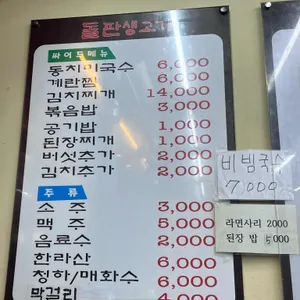 돌판생고기
싸이드메뉴
동치미국수 6,000
계란찜 6,000
김치찌개 14,000
볶음밥 3,000
공기밥 1,000
된장찌개 1,000
버섯추가 2,000
김치추가 2,000
주류
소주 3,000
맥주 5,000
음료수 2,000
한라산 6,000
청하/매화수 6,000
막걸리 4,000
비빔국수
7,000
라면사리 2000
된장 밥 5,000